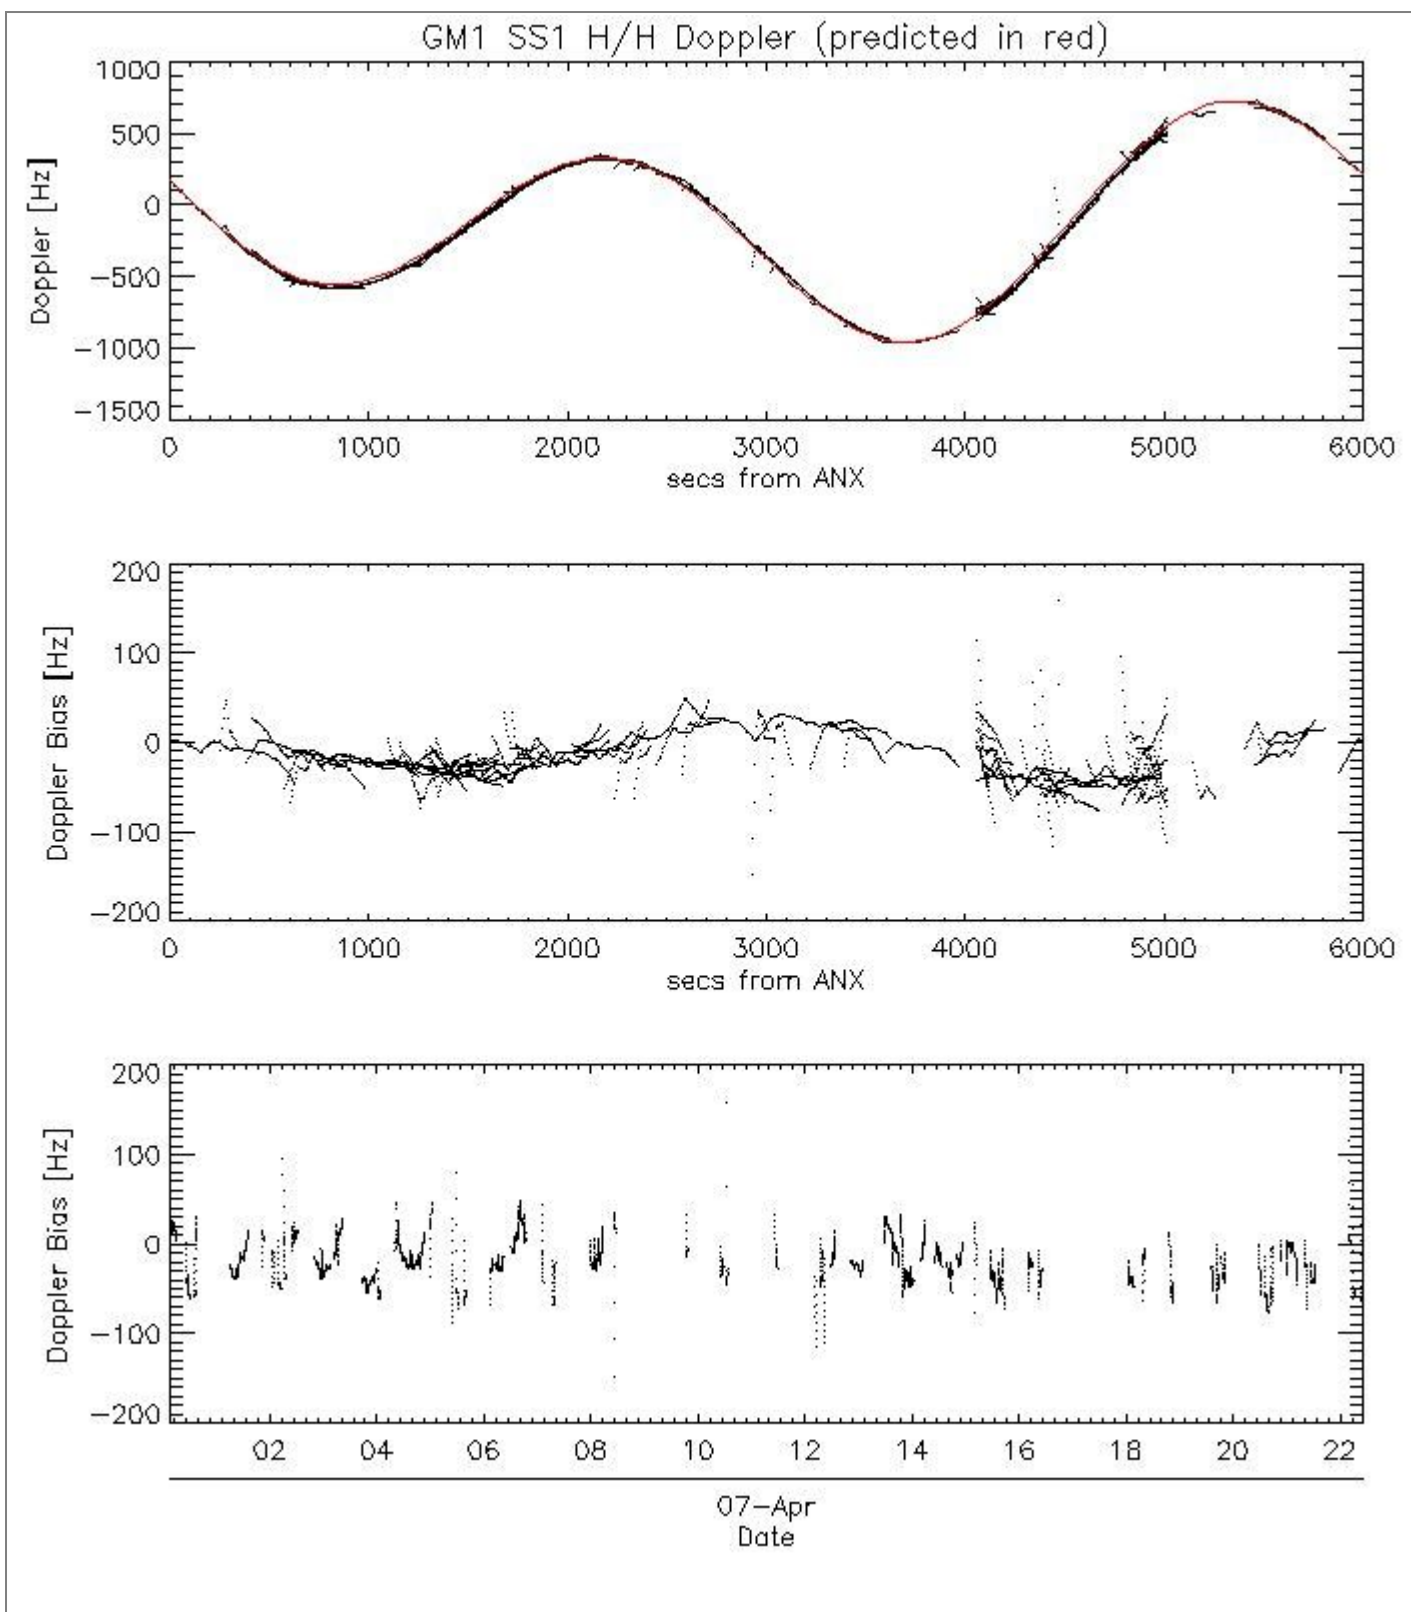 GM1 SS1 H/H Doppler (predicted in red)
1000
500
0
-500
-1000
-1500
Doppler [Hz]
0 1000 2000 3000 4000 5000 6000
secs from ANX
200
100
0
-100
-200
Doppler Bias [Hz]
0 1000 2000 3000 4000 5000 6000
secs from ANX
200
100
0
-100
-200
Doppler Bias [Hz]
02 04 06 08 10 12 14 16 18 20 22
07-Apr
Date